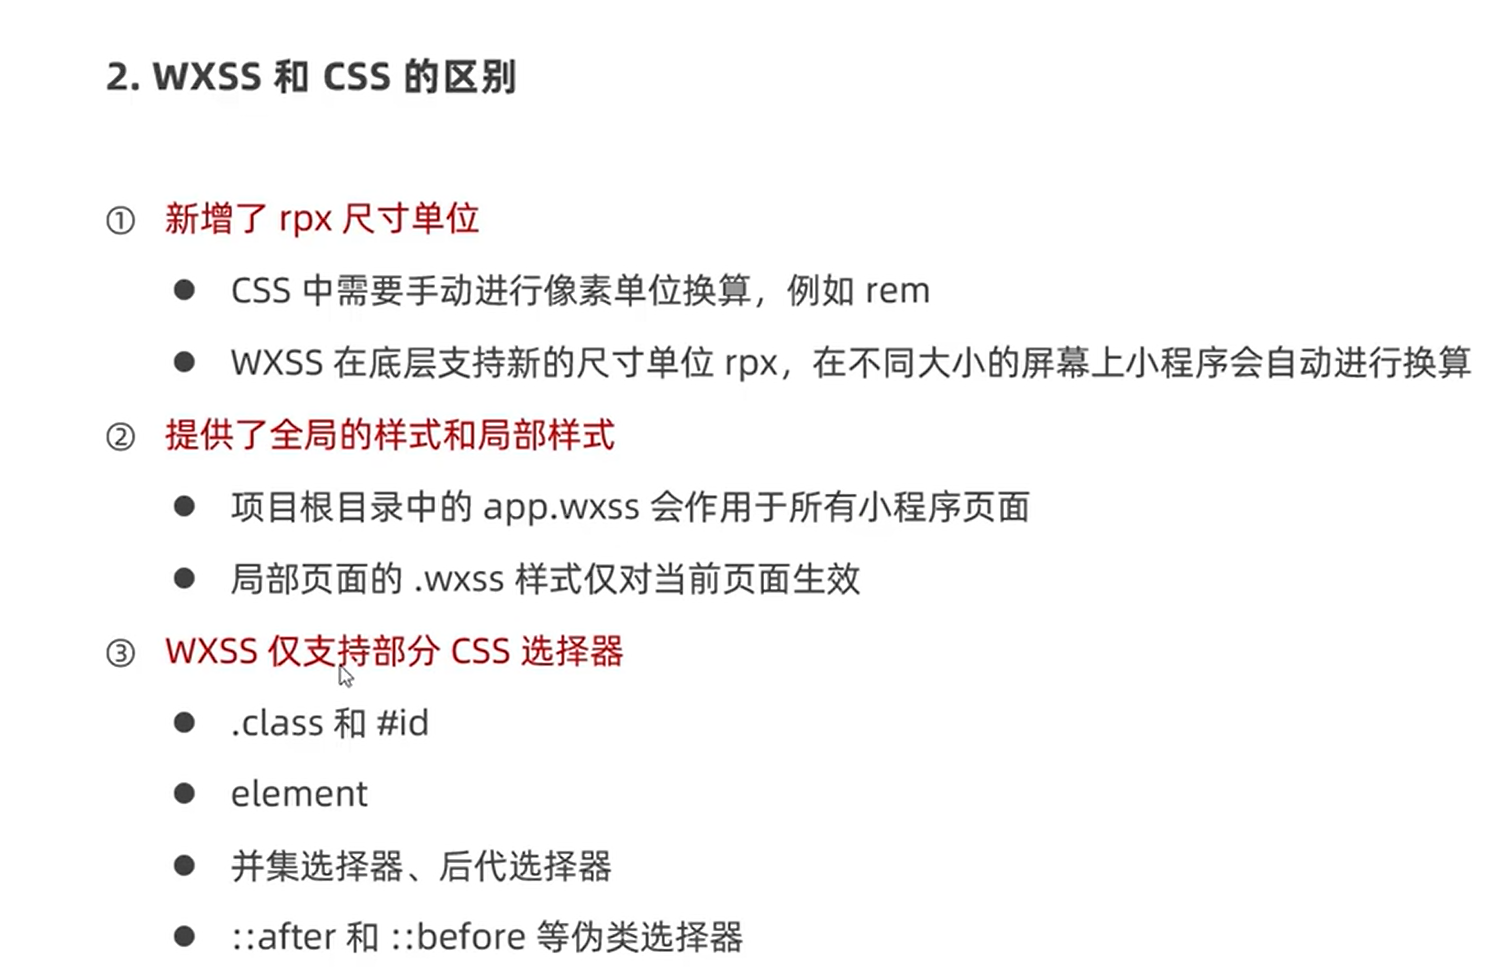 2. WXSS 和 CSS 的区别
① 新增了 rpx 尺寸单位
● CSS 中需要手动进行像素单位换算，例如 rem
● WXSS 在底层支持新的尺寸单位 rpx，在不同大小的屏幕上小程序会自动进行换算
② 提供了全局的样式和局部样式
● 项目根目录中的 app.wxss 会作用于所有小程序页面
● 局部页面的 .wxss 样式仅对当前页面生效
③ WXSS 仅支持部分 CSS 选择器
● .class 和 #id
● element
● 并集选择器、后代选择器
● ::after 和 ::before 等伪类选择器